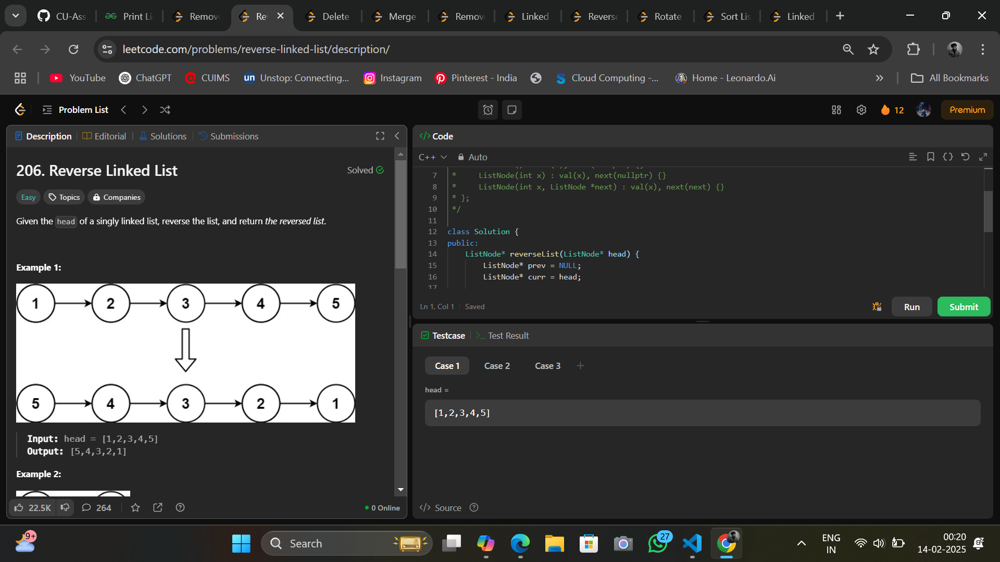 CU-Ass
Print Li
Remov
Re
Delete
Merge
Remov
Linked
Reverse
Rotate
Sort Lis
Linked
leetcode.com/problems/reverse-linked-list/description/
YouTube
ChatGPT
CUIMS
un Unstop: Connecting...
Instagram
Pinterest - India
Cloud Computing -...
Home - Leonardo.Ai
All Bookmarks
Problem List
12
Premium
Description
Editorial
Solutions
Submissions
206. Reverse Linked List
Solved
Easy
Topics
Companies
Given the head of a singly linked list, reverse the list, and return the reversed list.
Example 1:
1 2 3 4 5
5 4 3 2 1
Input: head = [1,2,3,4,5]
Output: [5,4,3,2,1]
Example 2:
22.5K
264
0 Online
</> Code
C++
Auto
7 * ListNode(int x) : val(x), next(nullptr) {}
8 * ListNode(int x, ListNode *next) : val(x), next(next) {}
9 * };
10 */
11
12 class Solution {
13 public:
14 ListNode* reverseList(ListNode* head) {
15 ListNode* prev = NULL;
16 ListNode* curr = head;
17
Ln 1, Col 1
Saved
Run
Submit
Testcase
Test Result
Case 1
Case 2
Case 3
head =
[1,2,3,4,5]
</> Source
9+
Search
27
ENG
IN
00:20
14-02-2025